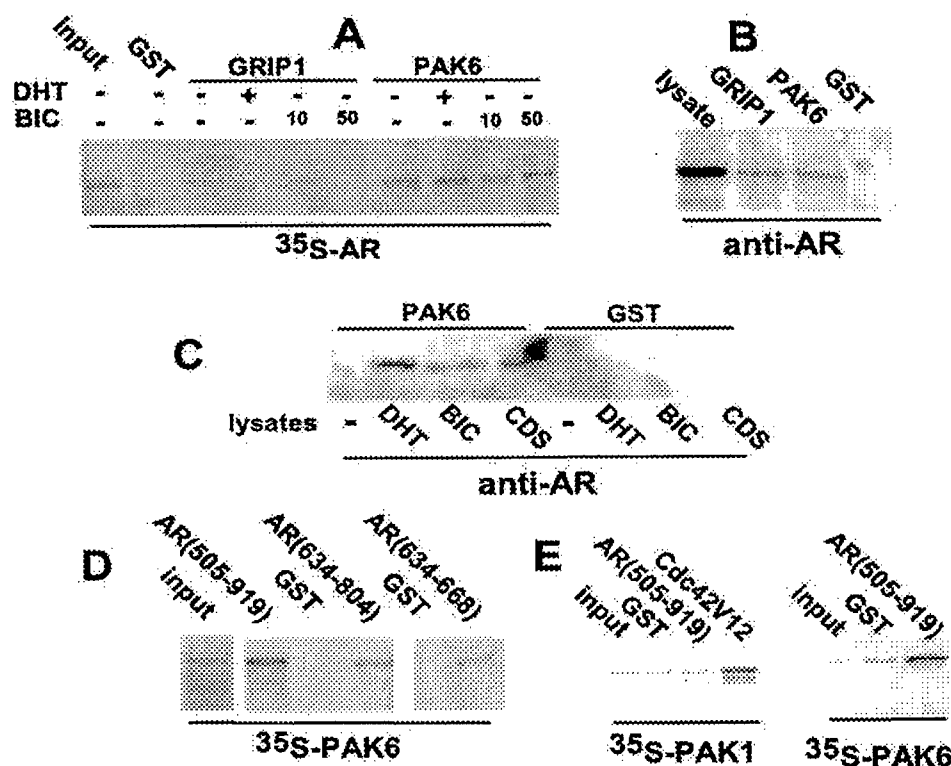 A
input GST GRIP1 PAK6
DHT - - - + - - - + - -
BIC - - - - 10 50 - - 10 50
35S-AR
B
lysate GRIP1 PAK6 GST
anti-AR
C
PAK6 GST
lysates - DHT BIC CDS - DHT BIC CDS
anti-AR
D
input AR(505-919) GST AR(634-804) GST AR(634-668)
35S-PAK6
E
input GST AR(505-919) Cdc42V12
35S-PAK1
input GST AR(505-919)
35S-PAK6